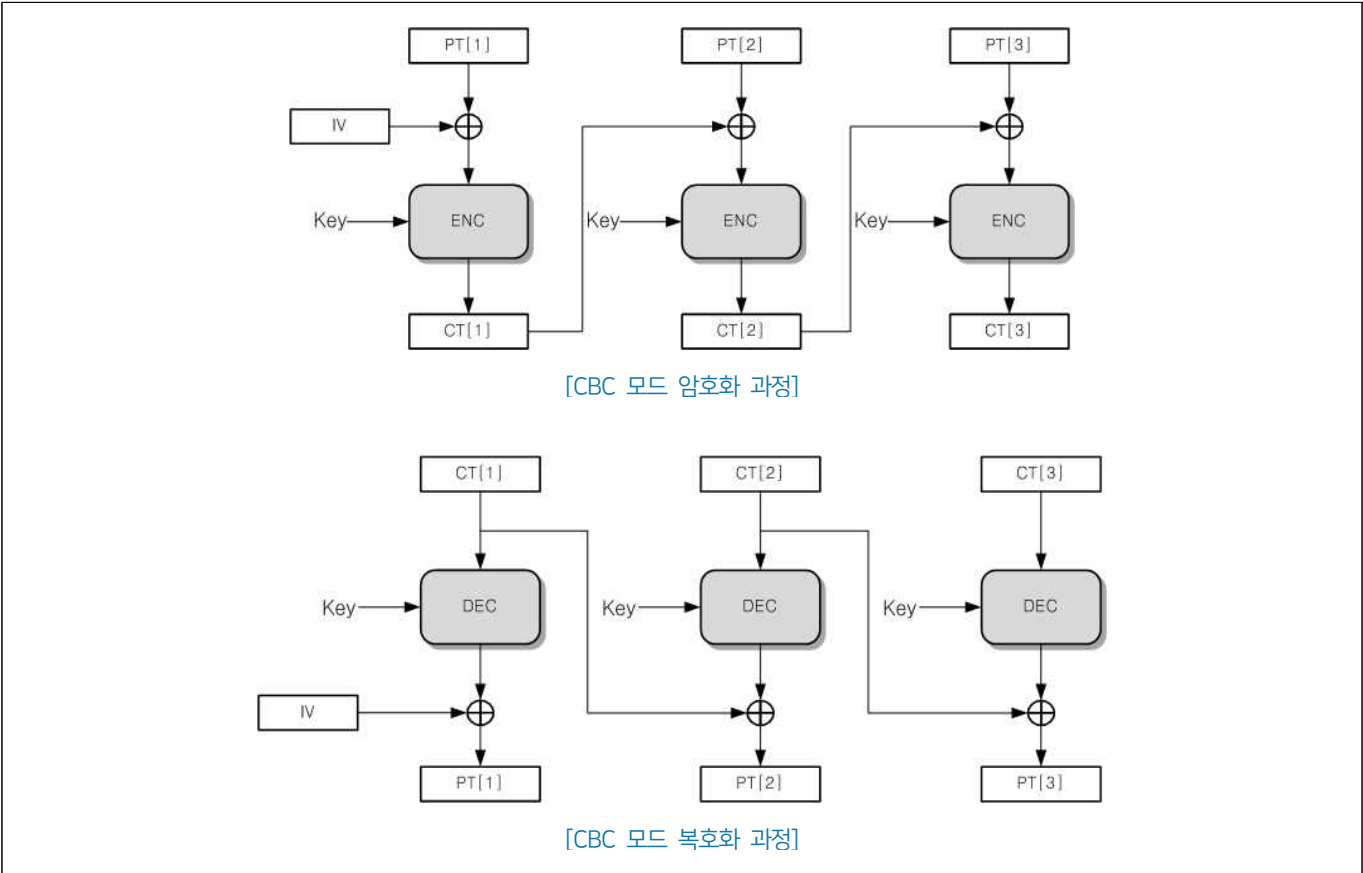 PT[1] PT[2] PT[3]
IV
Key ENC Key ENC Key ENC
CT[1] CT[2] CT[3]
[CBC 모드 암호화 과정]
CT[1] CT[2] CT[3]
Key DEC Key DEC Key DEC
IV
PT[1] PT[2] PT[3]
[CBC 모드 복호화 과정]